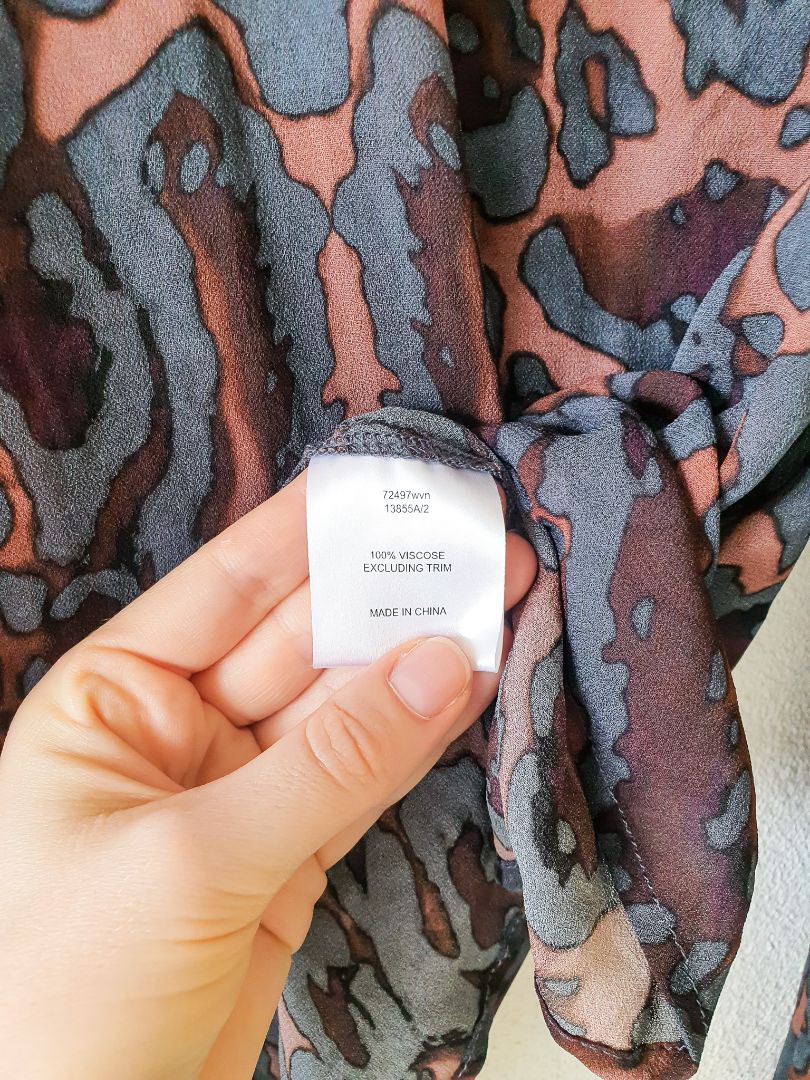 72497wvn
13855A/2
100% VISCOSE
EXCLUDING TRIM
MADE IN CHINA